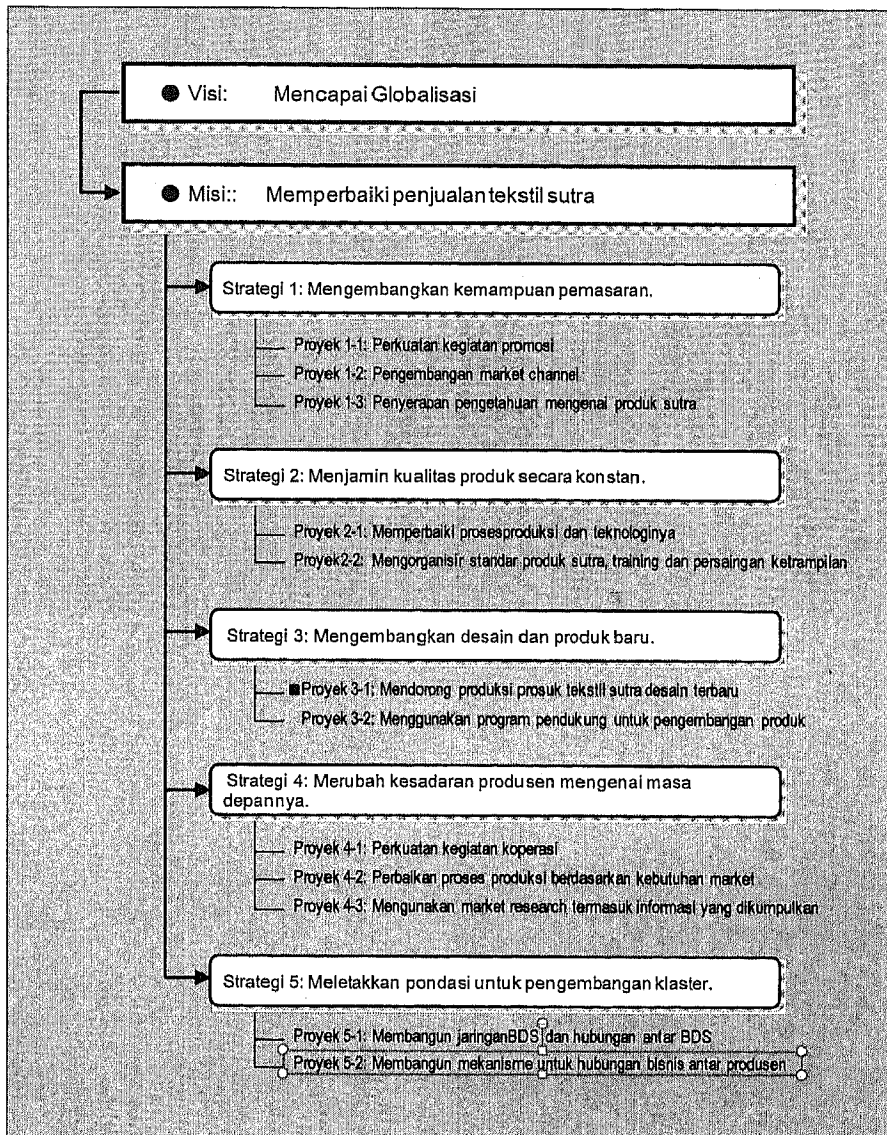 ● Visi: Mencapai Globalisasi
● Misi:: Memperbaiki penjualan tekstil sutra
Strategi 1: Mengembangkan kemampuan pemasaran.
Proyek 1-1: Perkuatan kegiatan promosi
Proyek 1-2: Pengembangan market channel
Proyek 1-3: Penyerapan pengetahuan mengenai produk sutra
Strategi 2: Menjamin kualitas produk secara konstan.
Proyek 2-1: Memperbaiki prosesproduksi dan teknologinya
Proyek2-2: Mengorganisir standar produk sutra, training dan persaingan ketrampilan
Strategi 3: Mengembangkan desain dan produk baru.
■Proyek 3-1: Mendorong produksi prosuk tekstil sutra desain terbaru
Proyek 3-2: Menggunakan program pendukung untuk pengembangan produk
Strategi 4: Merubah kesadaran produsen mengenai masa
depannya.
Proyek 4-1: Perkuatan kegiatan koperasi
Proyek 4-2: Perbaikan proses produksi berdasarkan kebutuhan market
Proyek 4-3: Mengunakan market research termasuk informasi yang dikumpulkan
Strategi 5: Meletakkan pondasi untuk pengembangan klaster.
Proyek 5-1: Membangun jaringanBDS dan hubungan antar BDS
Proyek 5-2: Membangun mekanisme untuk hubungan bisnis antar produsen